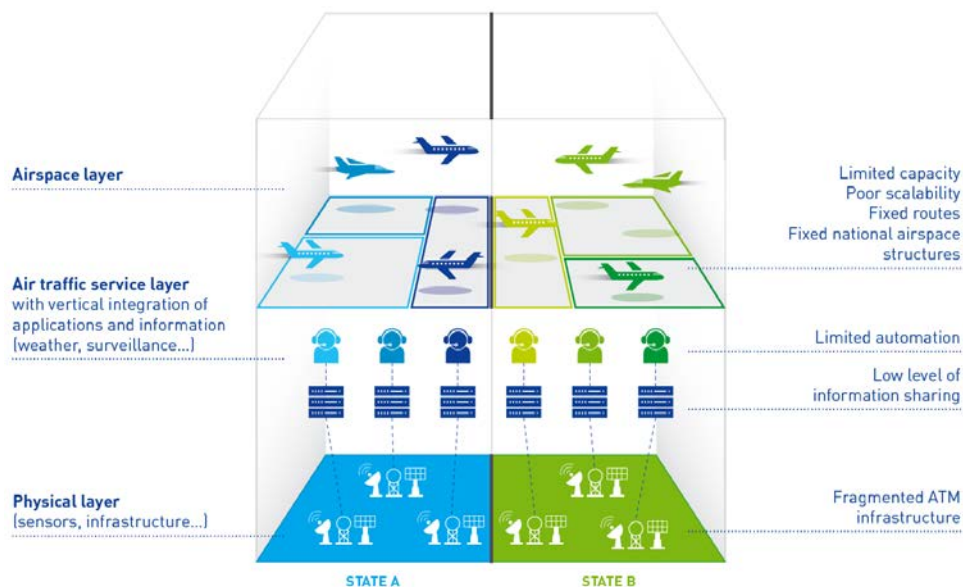 Airspace layer
Air traffic service layer
with vertical integration of
applications and information
(weather, surveillance...)
Physical layer
(sensors, infrastructure...)
Limited capacity
Poor scalability
Fixed routes
Fixed national airspace
structures
Limited automation
Low level of
information sharing
Fragmented ATM
infrastructure
STATE A
STATE B